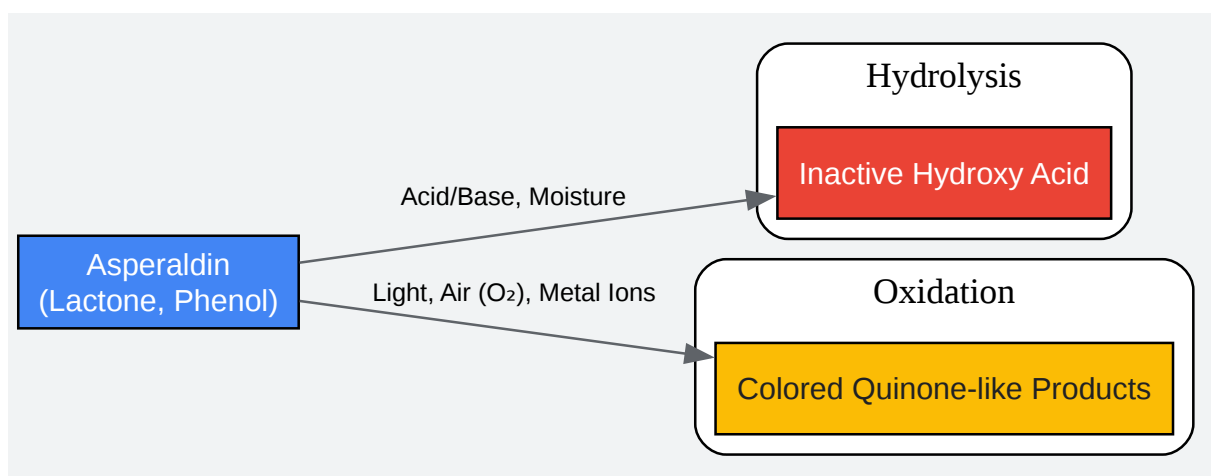 Hydrolysis
Inactive Hydroxy Acid
Acid/Base, Moisture
Asperaldin
(Lactone, Phenol)
Light, Air (O₂), Metal Ions
Oxidation
Colored Quinone-like Products